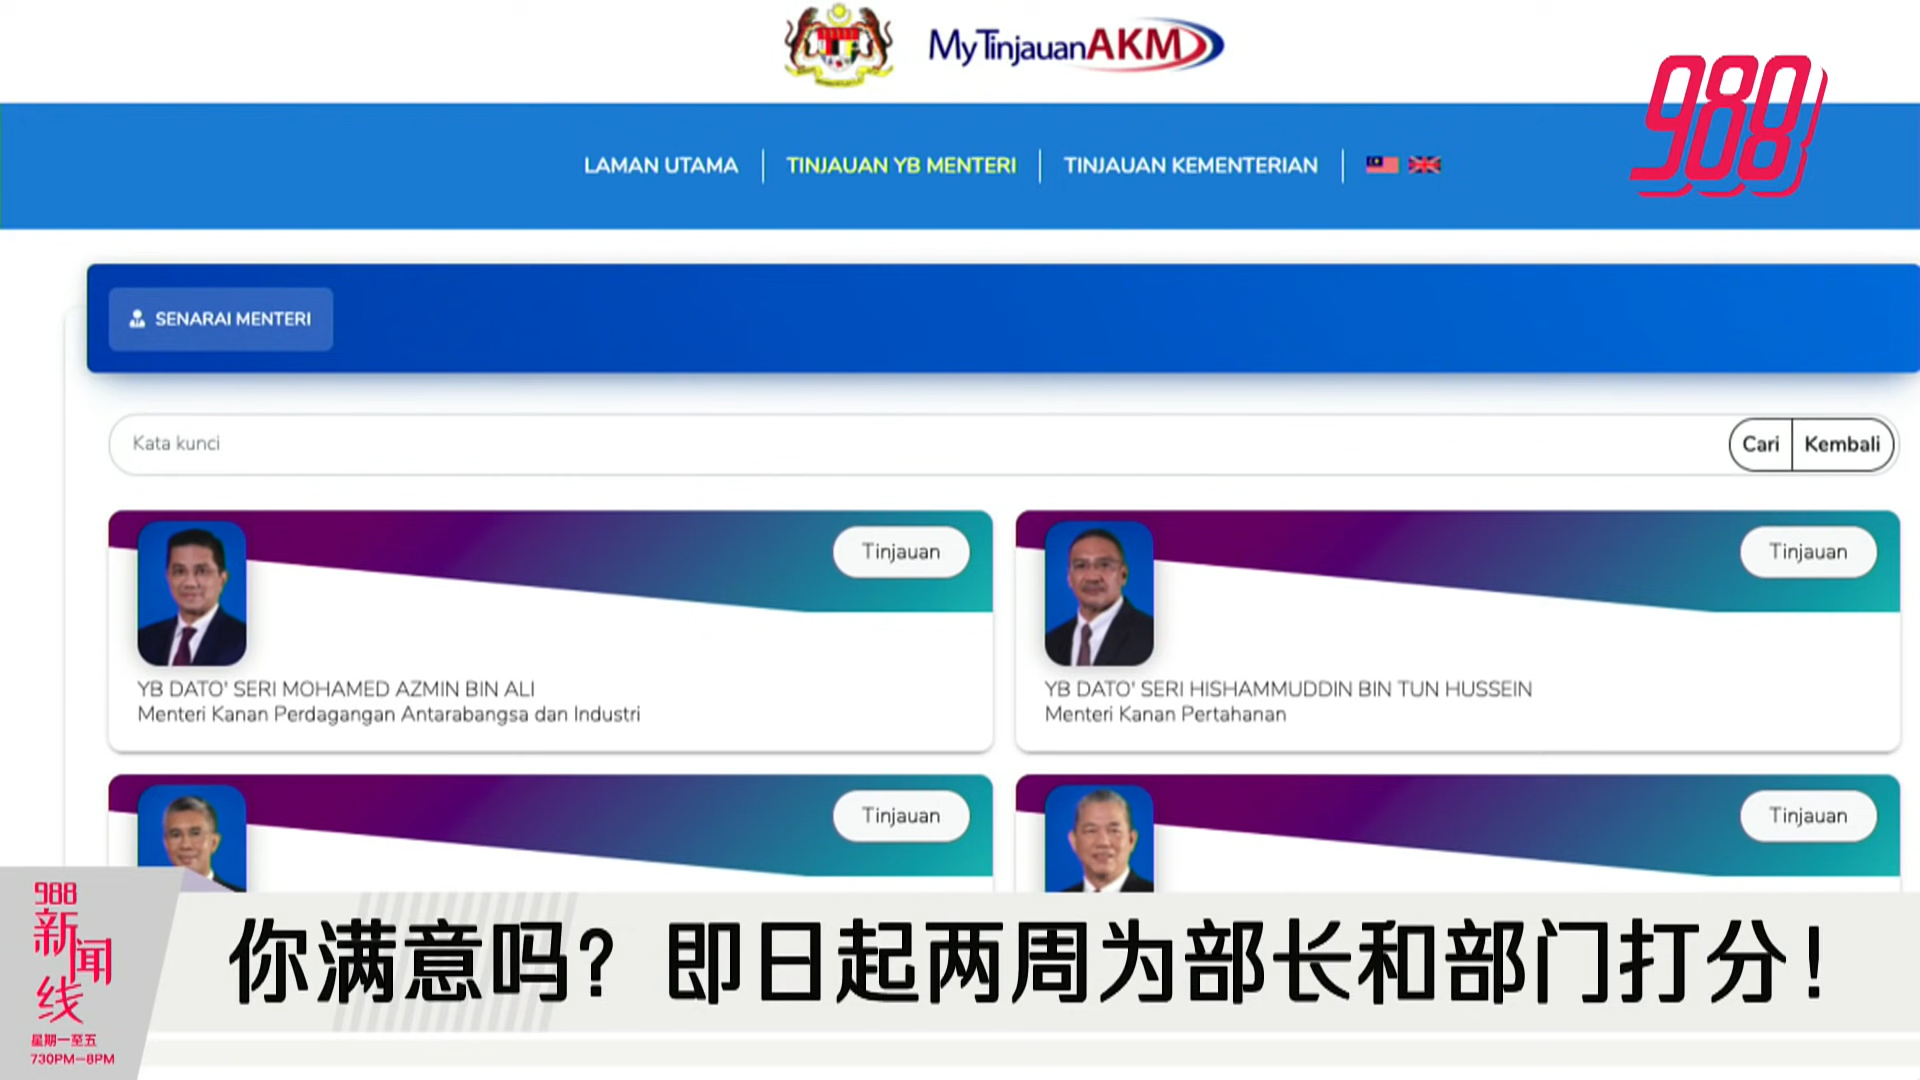 MyTinjauanAKM
988
LAMAN UTAMA
TINJAUAN YB MENTERI
TINJAUAN KEMENTERIAN
SENARAI MENTERI
Kata kunci
Cari
Kembali
Tinjauan
YB DATO' SERI MOHAMED AZMIN BIN ALI
Menteri Kanan Perdagangan Antarabangsa dan Industri
Tinjauan
YB DATO' SERI HISHAMMUDDIN BIN TUN HUSSEIN
Menteri Kanan Pertahanan
Tinjauan
Tinjauan
988
新闻线
星期一至五
730PM-8PM
你满意吗？即日起两周为部长和部门打分！